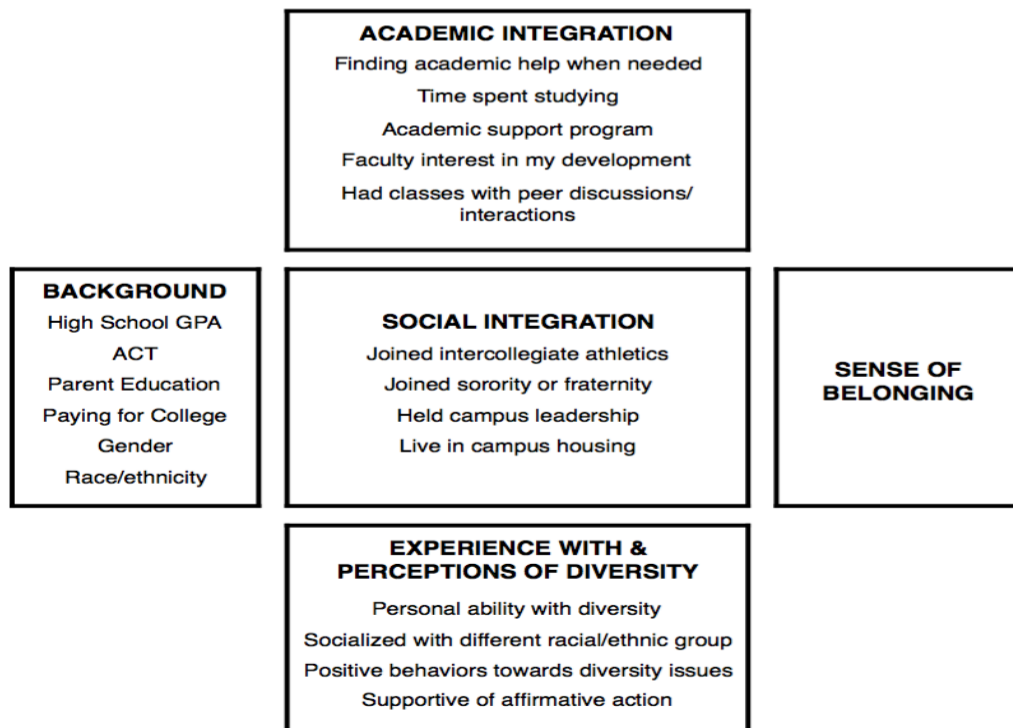 ACADEMIC INTEGRATION
Finding academic help when needed
Time spent studying
Academic support program
Faculty interest in my development
Had classes with peer discussions/
interactions
BACKGROUND
High School GPA
ACT
Parent Education
Paying for College
Gender
Race/ethnicity
SOCIAL INTEGRATION
Joined intercollegiate athletics
Joined sorority or fraternity
Held campus leadership
Live in campus housing
SENSE OF
BELONGING
EXPERIENCE WITH &
PERCEPTIONS OF DIVERSITY
Personal ability with diversity
Socialized with different racial/ethnic group
Positive behaviors towards diversity issues
Supportive of affirmative action